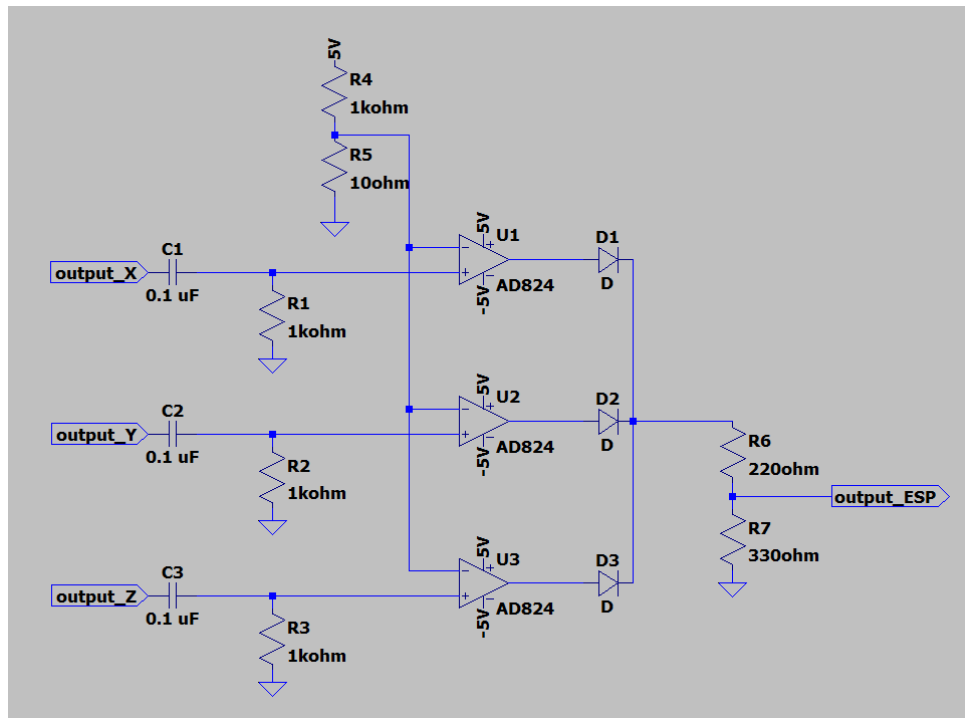 5V
R4
1kohm
R5
10ohm
5V
U1
D1
C1
output_X
0.1 uF
-5V
AD824
D
R1
1kohm
5V
U2
D2
C2
output_Y
0.1 uF
-5V
AD824
D
R2
1kohm
R6
220ohm
output_ESP
R7
330ohm
5V
U3
D3
C3
output_Z
0.1 uF
-5V
AD824
D
R3
1kohm